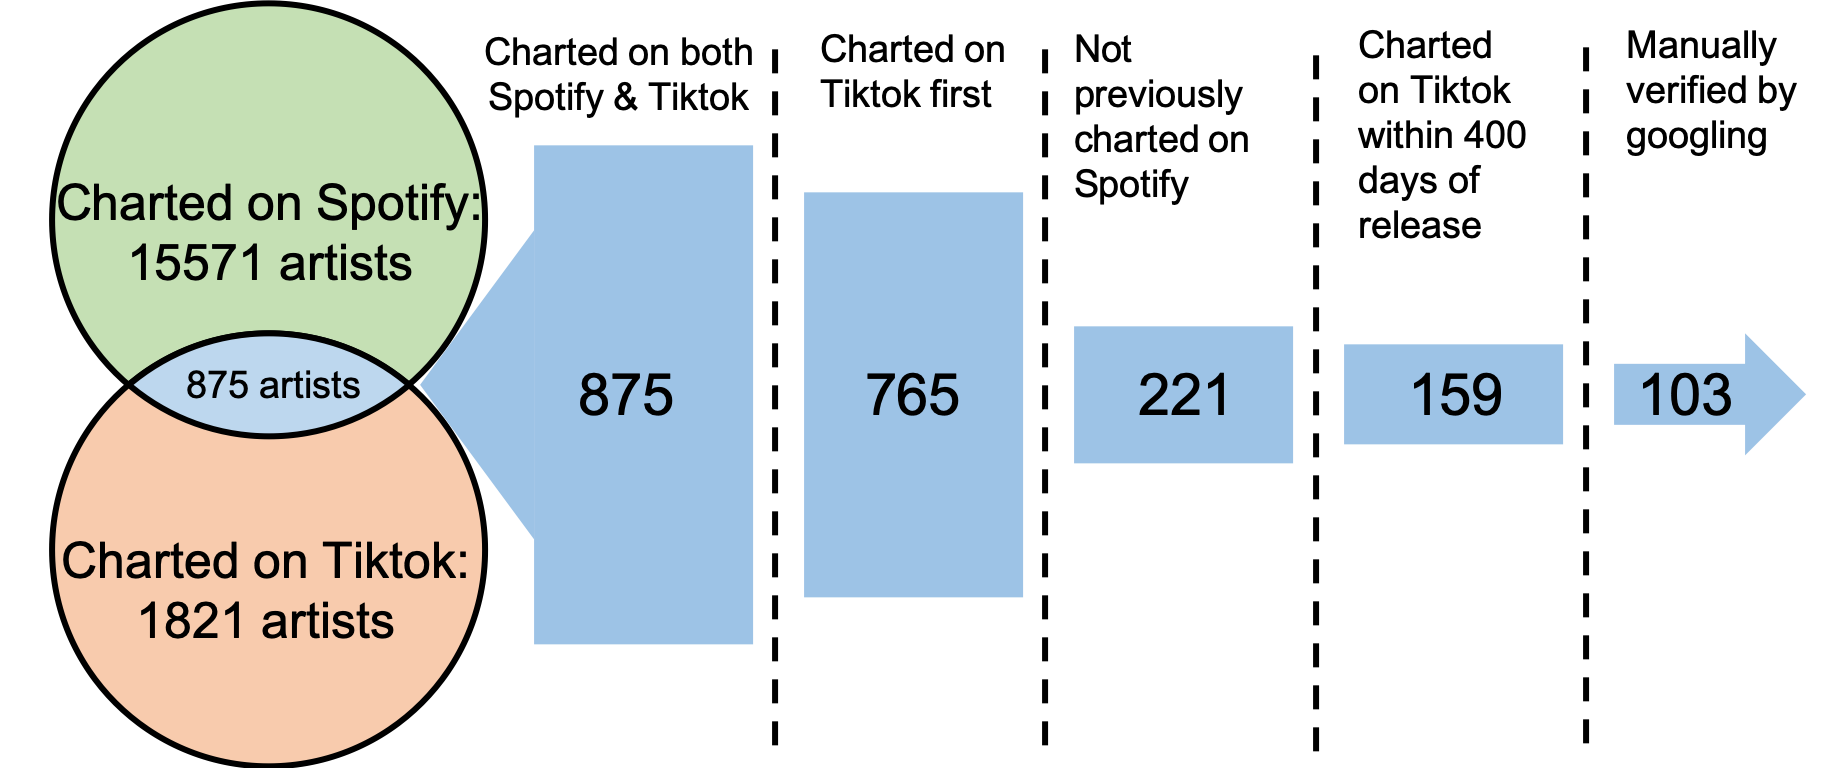 Charted on Spotify:
15571 artists
875 artists
Charted on Tiktok:
1821 artists
Charted on both
Spotify & Tiktok
875
Charted on
Tiktok first
765
Not
previously
charted on
Spotify
221
Charted
on Tiktok
within 400
days of
release
159
Manually
verified by
googling
103